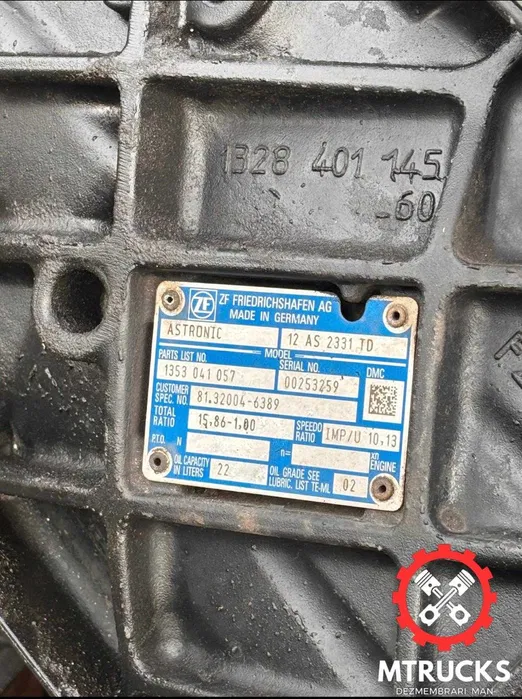 1328 401 145
-60
ZF
ZF FRIEDRICHSHAFEN AG
MADE IN GERMANY
ASTRONIC 12 AS 2331 TD
MODEL
PARTS LIST NO. SERIAL NO. DMC
1353 041 057 00253259
CUSTOMER
SPEC. NO. 81.32004-6389
TOTAL
RATIO 15.86-1.00 SPEEDO
RATIO IMP/U 10,13
P.T.O. N n= x n
ENGINE
OIL CAPACITY
IN LITERS 22 OIL GRADE SEE
LUBRIC. LIST TE-ML 02
MTRUCKS
DEZMEMBRARI MAN